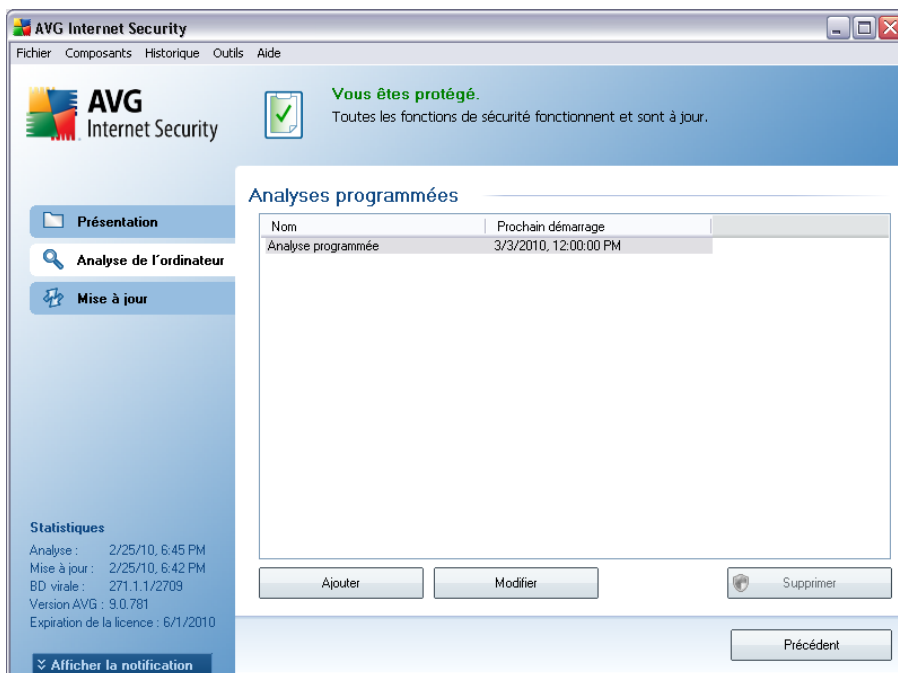 AVG Internet Security
Fichier Composants Historique Outils Aide
AVG
Internet Security
Vous êtes protégé.
Toutes les fonctions de sécurité fonctionnent et sont à jour.
Présentation
Analyse de l'ordinateur
Mise à jour
Analyses programmées
Nom Prochain démarrage
Analyse programmée 3/3/2010, 12:00:00 PM
Statistiques
Analyse : 2/25/10, 6:45 PM
Mise à jour : 2/25/10, 6:42 PM
BD virale : 271.1.1/2709
Version AVG : 9.0.781
Expiration de la licence : 6/1/2010
Afficher la notification
Ajouter Modifier Supprimer
Précédent